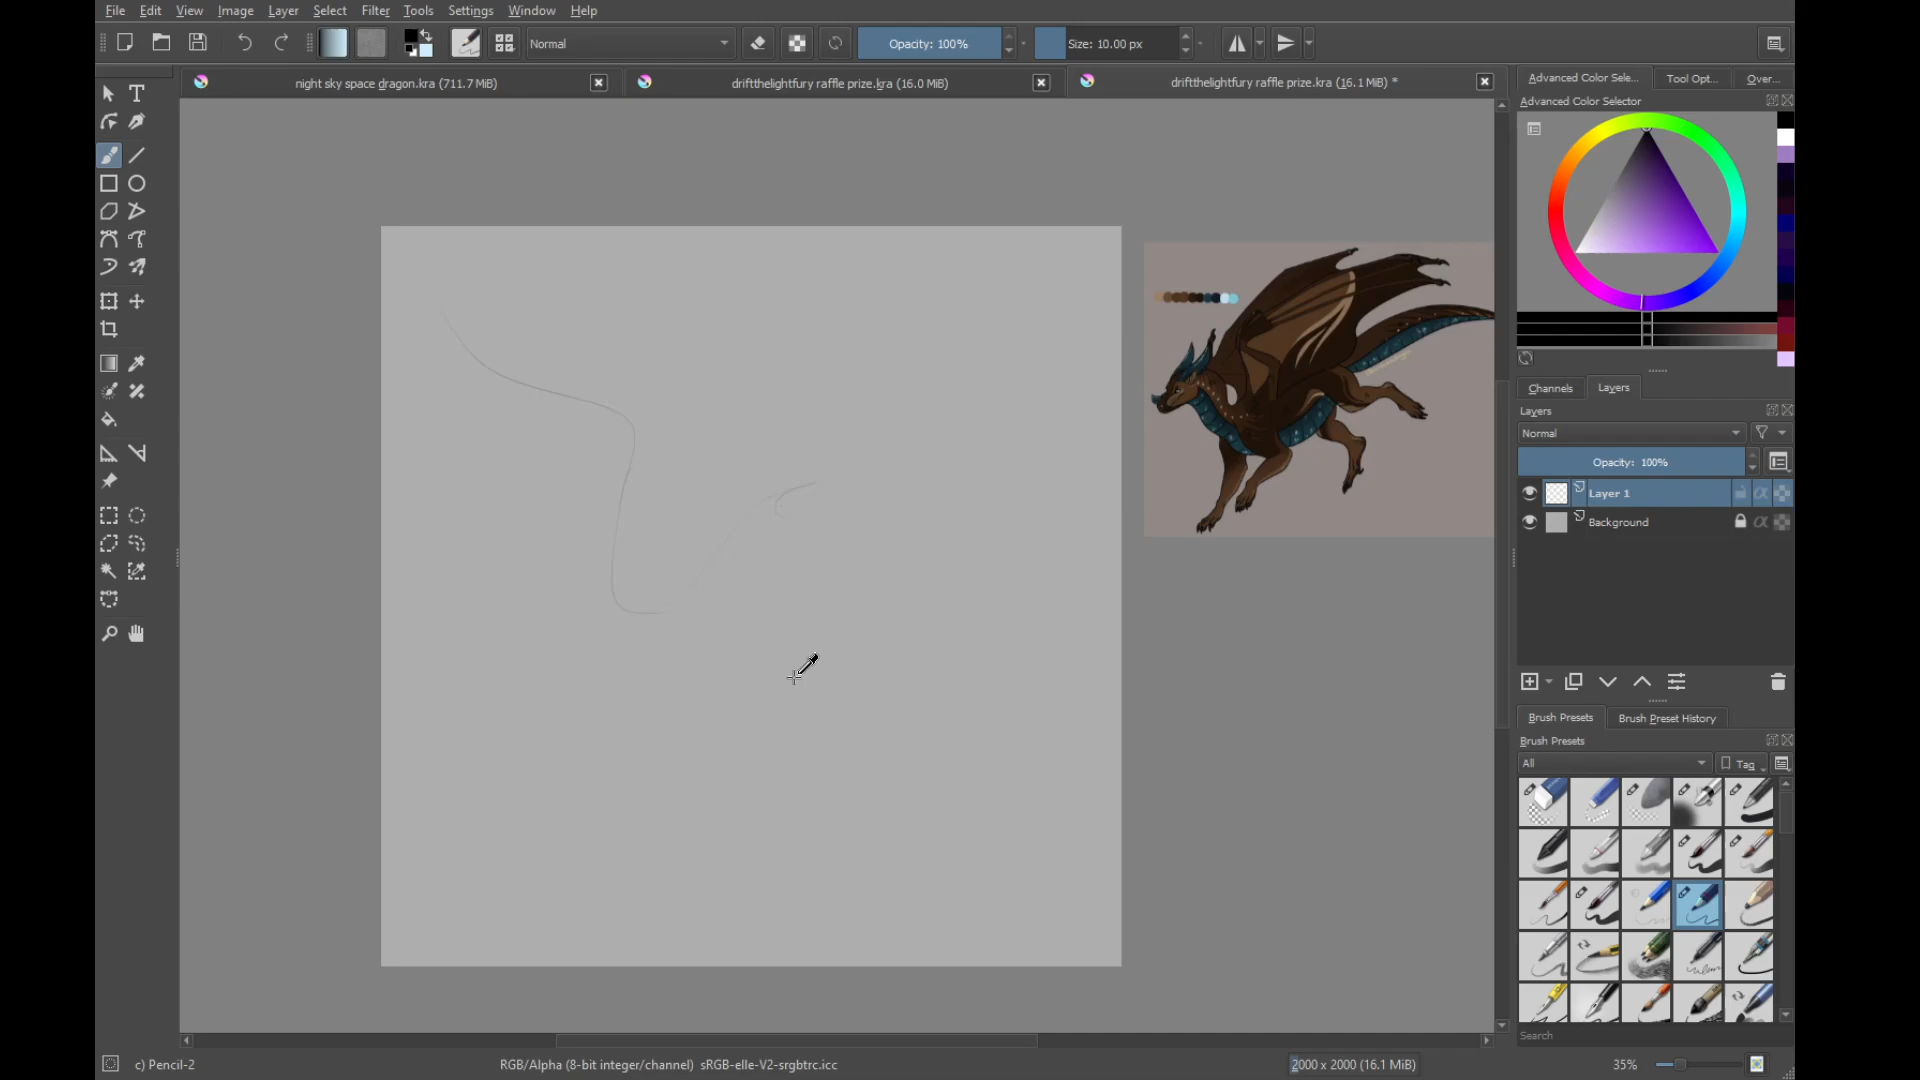 File Edit View Image Layer Select Filter Tools Settings Window Help
Normal Opacity: 100% Size: 10.00 px
night sky space dragon.kra (711.7 MiB) driftthelightfury raffle prize.kra (16.0 MiB) driftthelightfury raffle prize.kra (16.1 MiB) *
Advanced Color Sele... Tool Opt... Over...
Advanced Color Selector
Channels Layers
Layers
Normal
Opacity: 100%
Layer 1
Background
Brush Presets Brush Preset History
Brush Presets
All Tag
Search
c) Pencil-2 RGB/Alpha (8-bit integer/channel) sRGB-elle-V2-srgbtrc.icc 2000 x 2000 (16.1 MiB) 35%